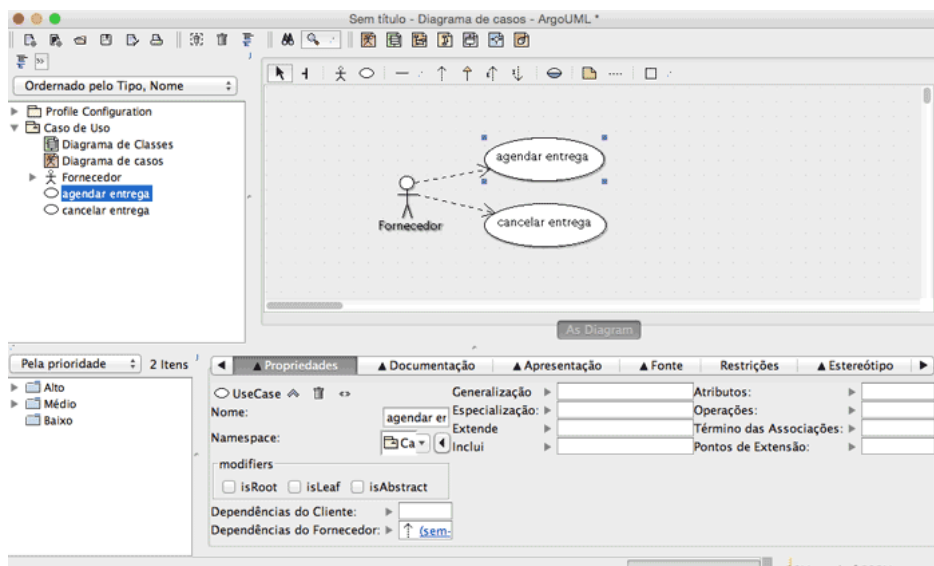 Sem título - Diagrama de casos - ArgoUML *
Ordenado pelo Tipo, Nome
Profile Configuration
Caso de Uso
Diagrama de Classes
Diagrama de casos
Fornecedor
agendar entrega
cancelar entrega
agendar entrega
cancelar entrega
Fornecedor
As Diagram
Pela prioridade
2 Itens
Alto
Médio
Baixo
▲ Propriedades
▲ Documentação
▲ Apresentação
▲ Fonte
Restrições
▲ Estereótipo
UseCase
Nome:
agendar er
Namespace:
Ca
modifiers
isRoot
isLeaf
isAbstract
Dependências do Cliente:
Dependências do Fornecedor:
(sem-
Generalização
Especialização:
Extende
Inclui
Atributos:
Operações:
Término das Associações:
Pontos de Extensão: